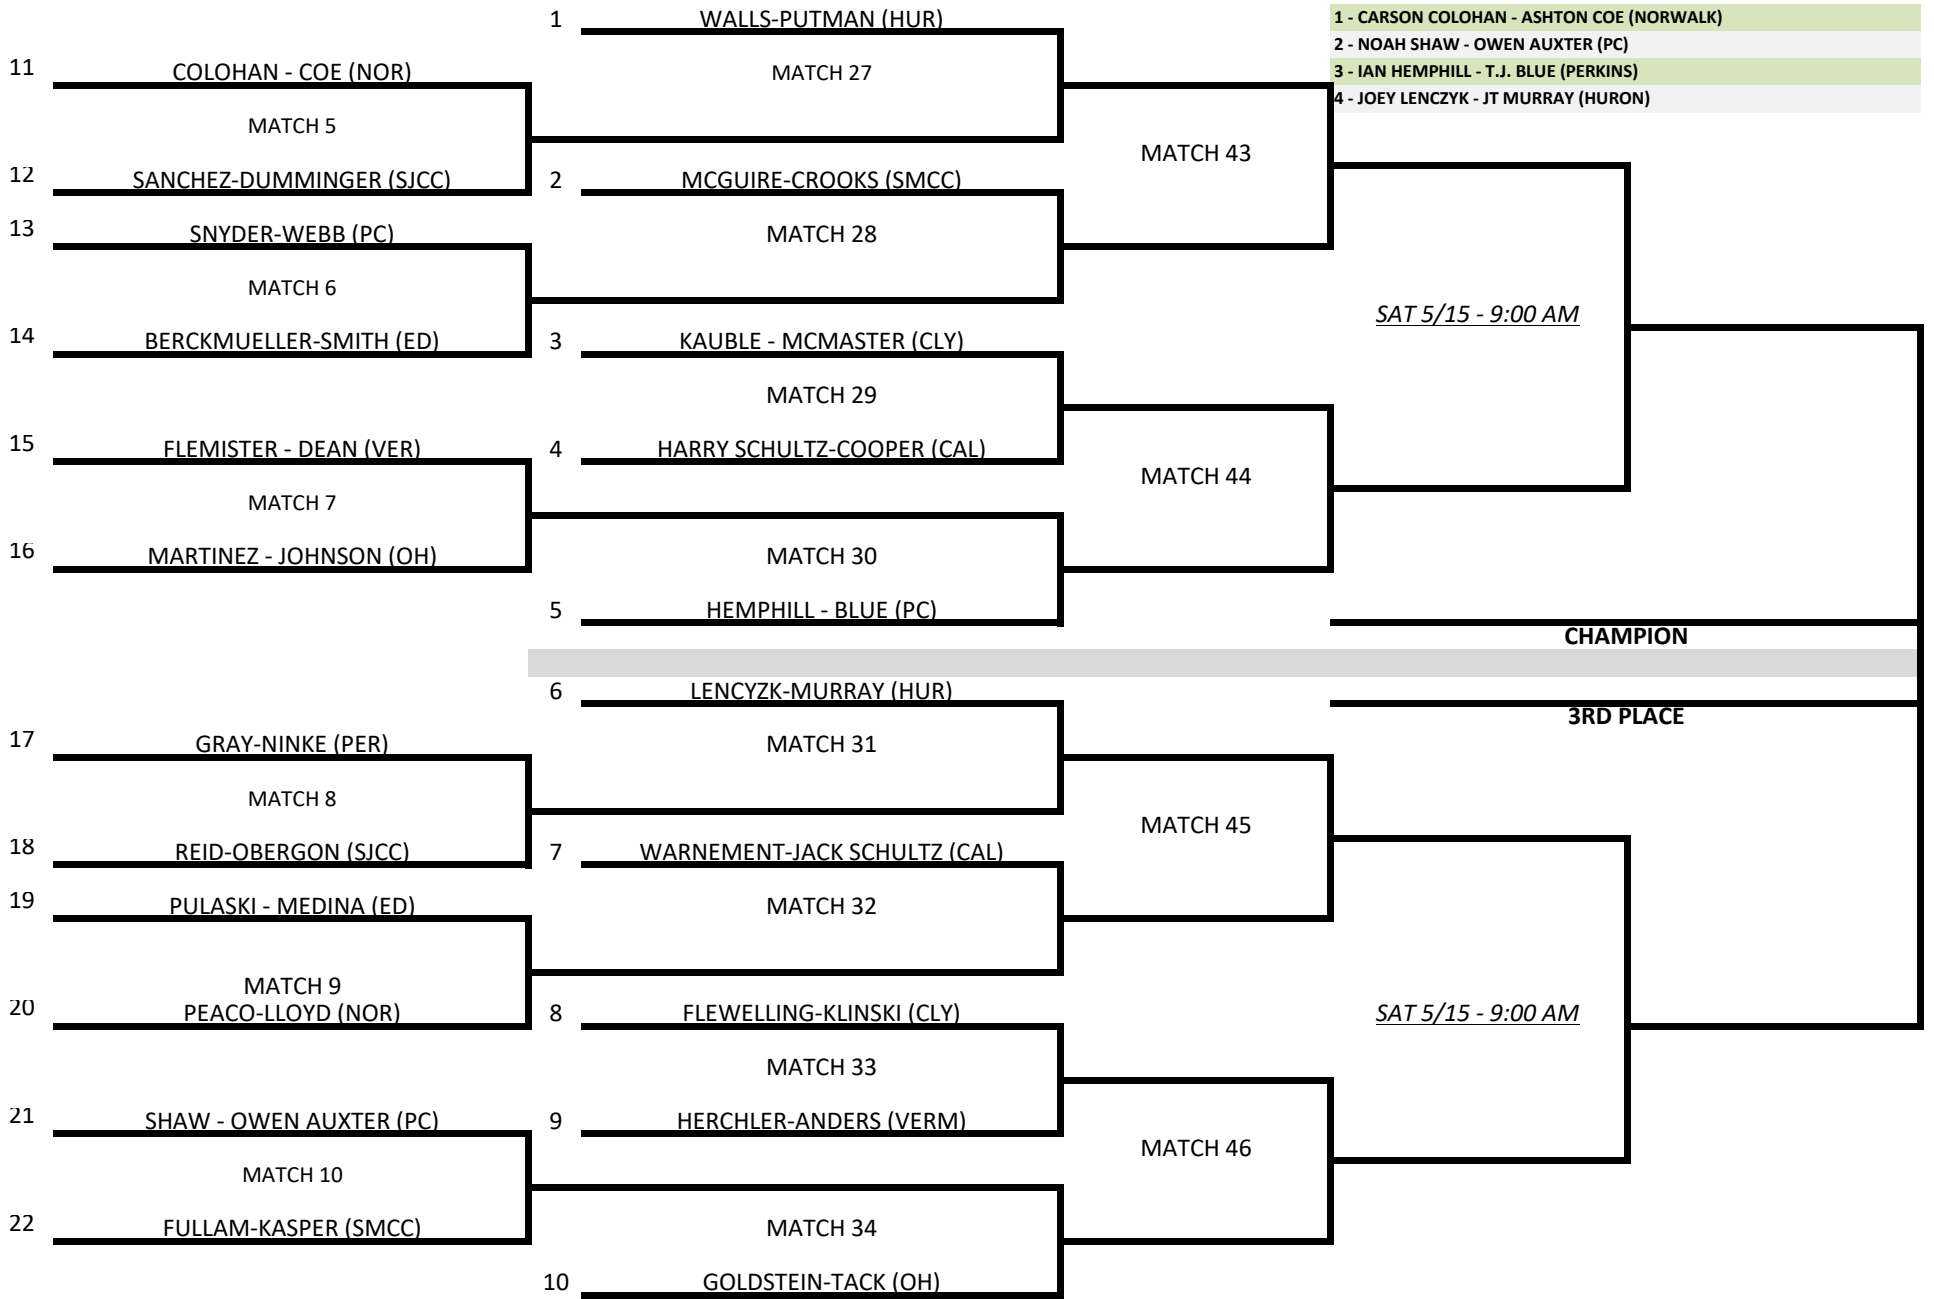 1 WALLS-PUTMAN (HUR)
1 - CARSON COLOHAN - ASHTON COE (NORWALK)
2 - NOAH SHAW - OWEN AUXTER (PC)
11 COLOHAN - COE (NOR)
MATCH 27
3 - IAN HEMPHILL - T.J. BLUE (PERKINS)
4 - JOEY LENCZYK - JT MURRAY (HURON)
MATCH 5
MATCH 43
12 SANCHEZ-DUMMINGER (SJCC)
2 MCGUIRE-CROOKS (SMCC)
13 SNYDER-WEBB (PC)
MATCH 28
MATCH 6
SAT 5/15 - 9:00 AM
14 BERCKMUELLER-SMITH (ED)
3 KAUBLE - MCMASTER (CLY)
MATCH 29
15 FLEMISTER - DEAN (VER)
4 HARRY SCHULTZ-COOPER (CAL)
MATCH 44
MATCH 7
16 MARTINEZ - JOHNSON (OH)
MATCH 30
5 HEMPHILL - BLUE (PC)
CHAMPION
6 LENCYZK-MURRAY (HUR)
3RD PLACE
17 GRAY-NINKE (PER)
MATCH 31
MATCH 8
MATCH 45
18 REID-OBERGON (SJCC)
7 WARNEMENT-JACK SCHULTZ (CAL)
19 PULASKI - MEDINA (ED)
MATCH 32
MATCH 9
20 PEACO-LLOYD (NOR)
8 FLEWELLING-KLINSKI (CLY)
SAT 5/15 - 9:00 AM
MATCH 33
21 SHAW - OWEN AUXTER (PC)
9 HERCHLER-ANDERS (VERM)
MATCH 46
MATCH 10
22 FULLAM-KASPER (SMCC)
MATCH 34
10 GOLDSTEIN-TACK (OH)